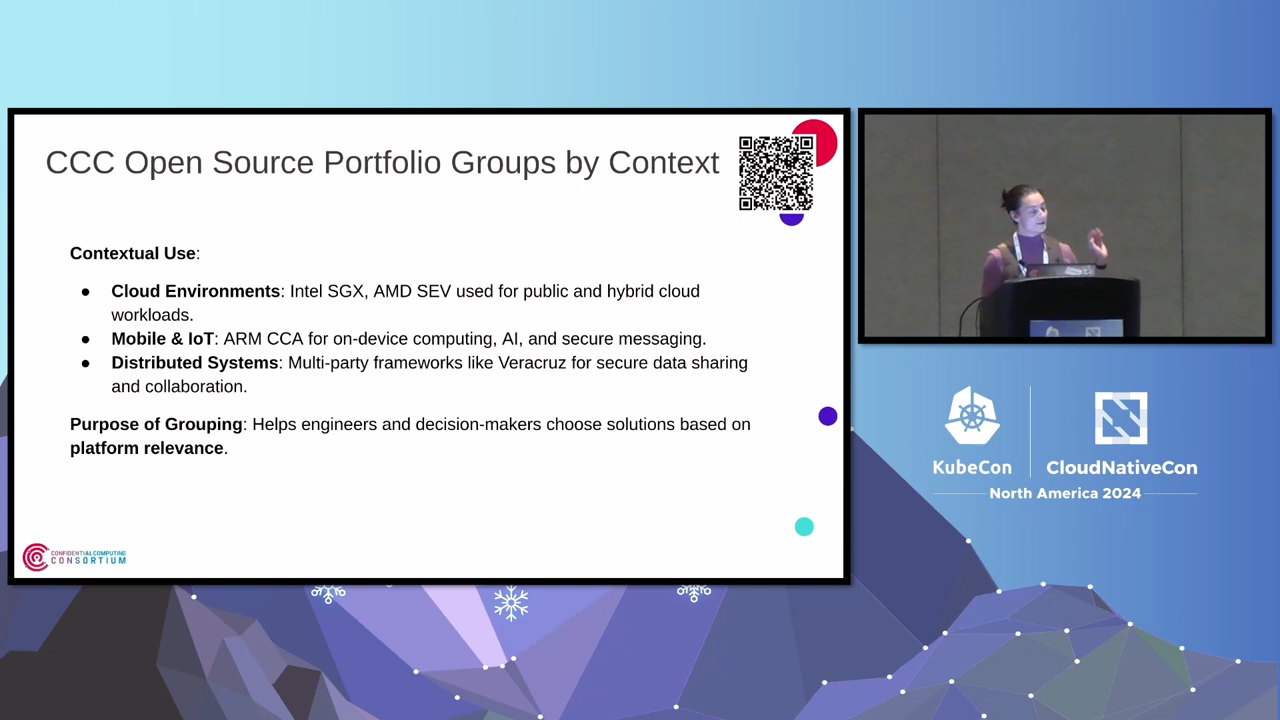 CCC Open Source Portfolio Groups by Context
Contextual Use:
● Cloud Environments: Intel SGX, AMD SEV used for public and hybrid cloud
workloads.
● Mobile & IoT: ARM CCA for on-device computing, AI, and secure messaging.
● Distributed Systems: Multi-party frameworks like Veracruz for secure data sharing
and collaboration.
Purpose of Grouping: Helps engineers and decision-makers choose solutions based on
platform relevance.
CONFIDENTIAL COMPUTING
CONSORTIUM
KubeCon
CloudNativeCon
North America 2024